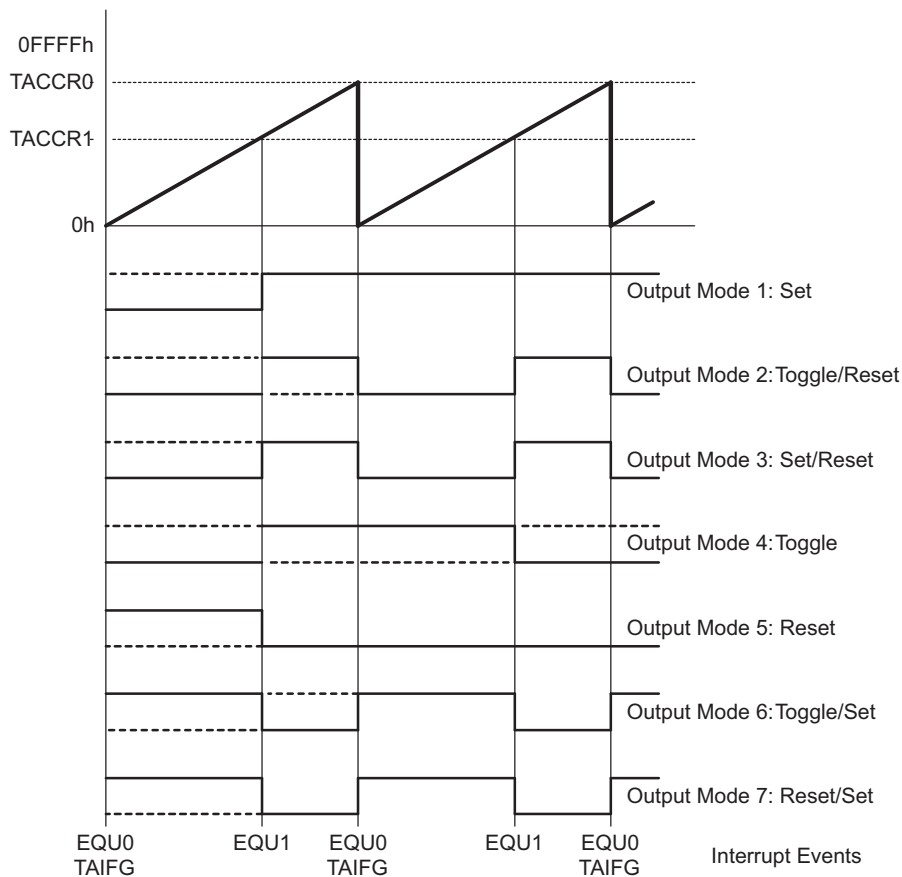 0FFFFh
TACCR0
TACCR1
0h
Output Mode 1: Set
Output Mode 2:Toggle/Reset
Output Mode 3: Set/Reset
Output Mode 4:Toggle
Output Mode 5: Reset
Output Mode 6:Toggle/Set
Output Mode 7: Reset/Set
EQU0 EQU1 EQU0 EQU1 EQU0 Interrupt Events
TAIFG TAIFG TAIFG